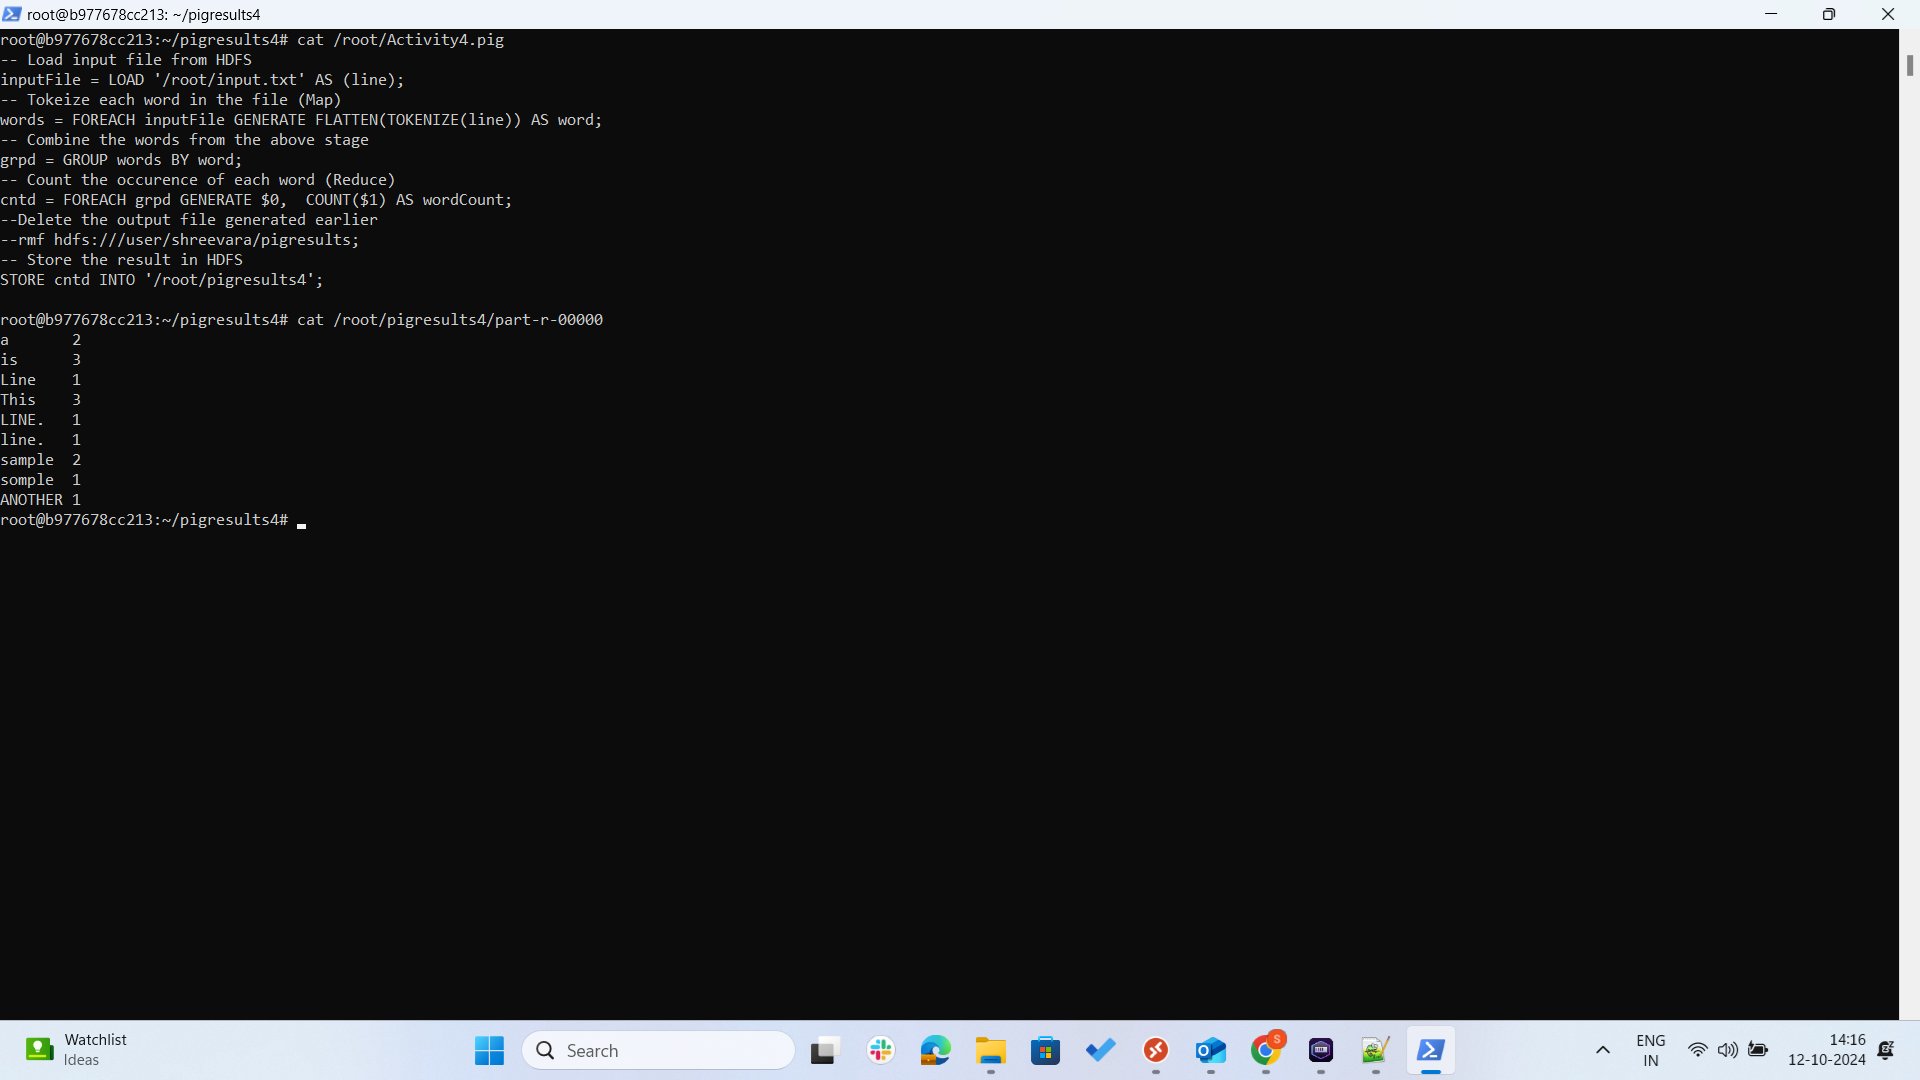 root@b977678cc213: ~/pigresults4
root@b977678cc213:~/pigresults4# cat /root/Activity4.pig
-- Load input file from HDFS
inputFile = LOAD '/root/input.txt' AS (line);
-- Tokeize each word in the file (Map)
words = FOREACH inputFile GENERATE FLATTEN(TOKENIZE(line)) AS word;
-- Combine the words from the above stage
grpd = GROUP words BY word;
-- Count the occurence of each word (Reduce)
cntd = FOREACH grpd GENERATE $0,  COUNT($1) AS wordCount;
--Delete the output file generated earlier
--rmf hdfs:///user/shreevara/pigresults;
-- Store the result in HDFS
STORE cntd INTO '/root/pigresults4';
root@b977678cc213:~/pigresults4# cat /root/pigresults4/part-r-00000
a       2
is      3
Line    1
This    3
LINE.   1
line.   1
sample  2
somple  1
ANOTHER 1
root@b977678cc213:~/pigresults4#
Watchlist
Ideas
Search
S
ENG
IN
14:16
12-10-2024